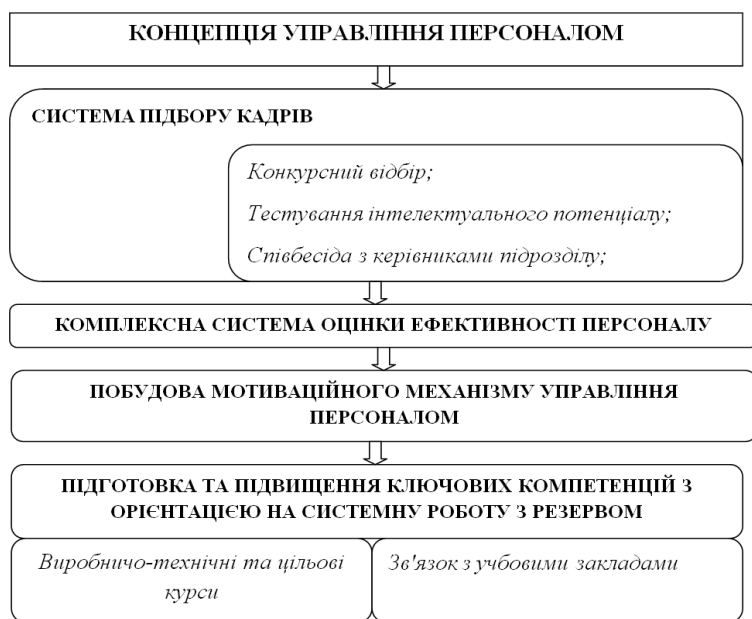 КОНЦЕПЦІЯ УПРАВЛІННЯ ПЕРСОНАЛОМ
СИСТЕМА ПІДБОРУ КАДРІВ
Конкурсний відбір;
Тестування інтелектуального потенціалу;
Співбесіда з керівниками підрозділу;
КОМПЛЕКСНА СИСТЕМА ОЦІНКИ ЕФЕКТИВНОСТІ ПЕРСОНАЛУ
ПОБУДОВА МОТИВАЦІЙНОГО МЕХАНІЗМУ УПРАВЛІННЯ
ПЕРСОНАЛОМ
ПІДГОТОВКА ТА ПІДВИЩЕННЯ КЛЮЧОВИХ КОМПЕТЕНЦІЙ З
ОРІЄНТАЦІЄЮ НА СИСТЕМНУ РОБОТУ З РЕЗЕРВОМ
Виробничо-технічні та цільові
курси
Зв'язок з учбовими закладами